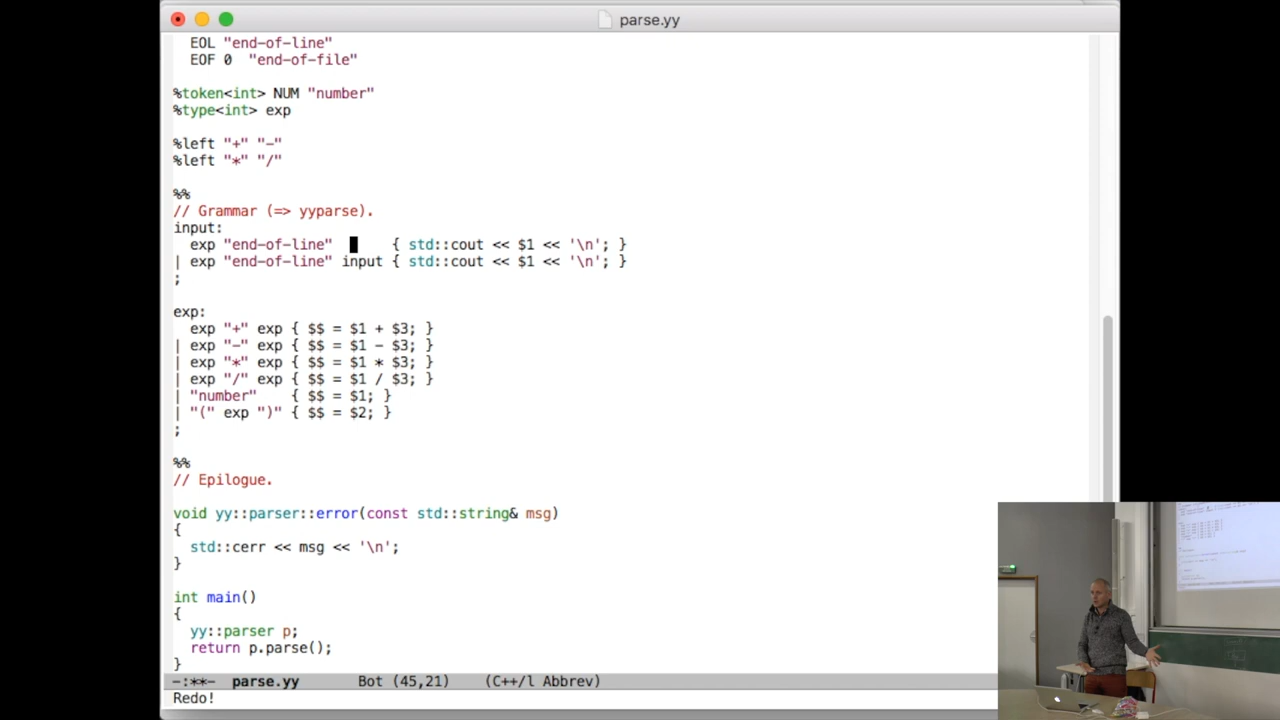 parse.yy
EOL "end-of-line"
EOF 0  "end-of-file"
%token<int> NUM "number"
%type<int> exp
%left "+" "-"
%left "*" "/"
%%
// Grammar (=> yyparse).
input:
exp "end-of-line"       { std::cout << $1 << '\n'; }
| exp "end-of-line" input { std::cout << $1 << '\n'; }
;
exp:
exp "+" exp { $$ = $1 + $3; }
| exp "-" exp { $$ = $1 - $3; }
| exp "*" exp { $$ = $1 * $3; }
| exp "/" exp { $$ = $1 / $3; }
| "number"    { $$ = $1; }
| "(" exp ")" { $$ = $2; }
;
%%
// Epilogue.
void yy::parser::error(const std::string& msg)
{
std::cerr << msg << '\n';
}
int main()
{
yy::parser p;
return p.parse();
}
-:**-  parse.yy       Bot (45,21)     (C++/l Abbrev)
Redo!